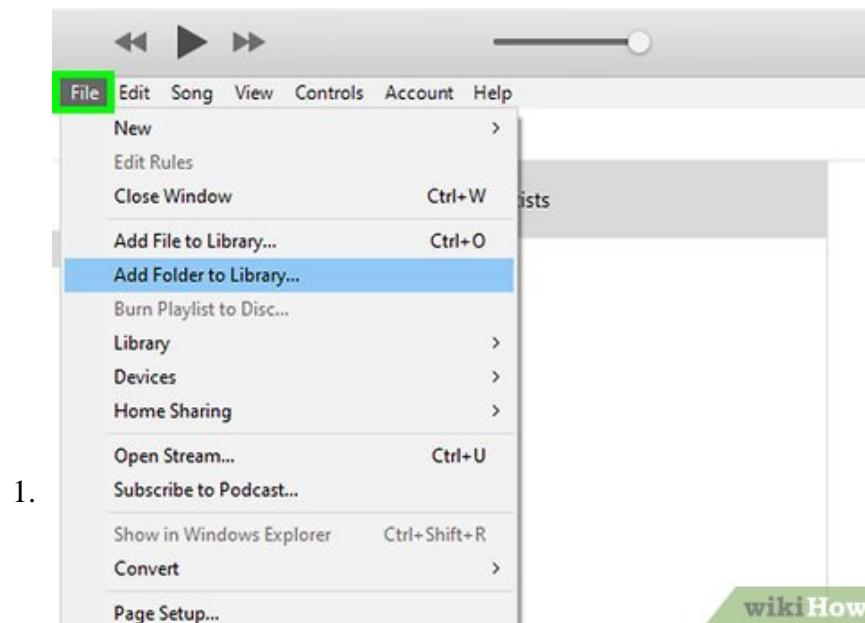 File Edit Song View Controls Account Help
New >
Edit Rules
Close Window Ctrl+W
ists
Add File to Library... Ctrl+O
Add Folder to Library...
Burn Playlist to Disc...
Library >
Devices >
Home Sharing >
Open Stream... Ctrl+U
1.
Subscribe to Podcast...
Show in Windows Explorer Ctrl+Shift+R
Convert >
Page Setup...
wikiHow